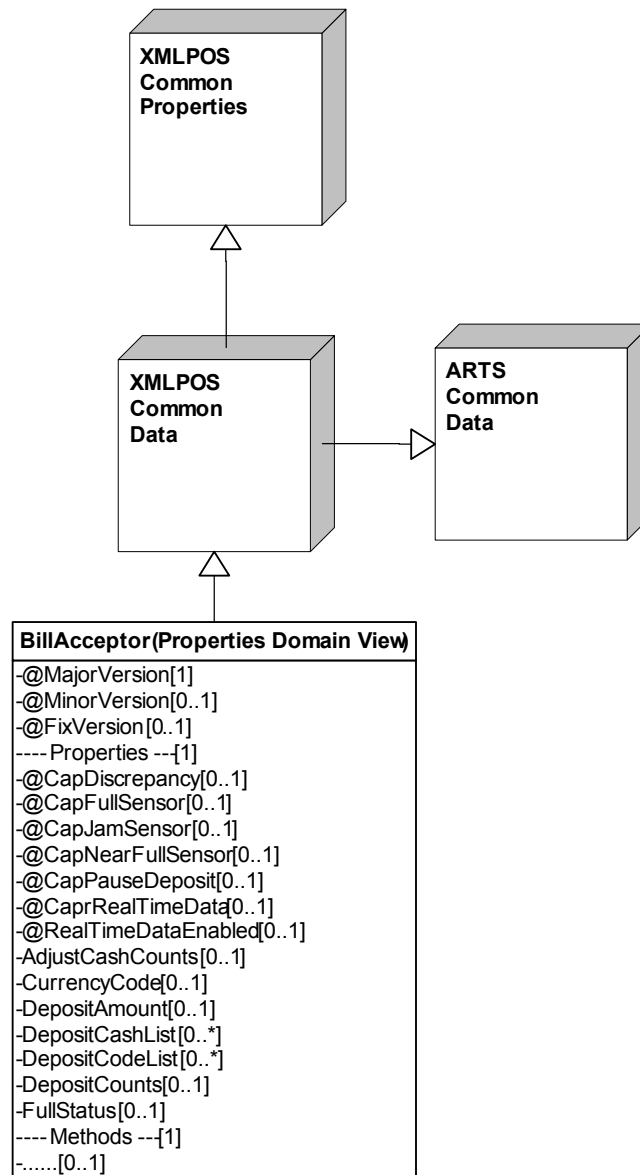 XMLPOS
Common
Properties
XMLPOS
Common
Data
ARTS
Common
Data
BillAcceptor(Properties Domain View)
-@MajorVersion[1]
-@MinorVersion[0..1]
-@FixVersion[0..1]
---- Properties ---[1]
-@CapDiscrepancy[0..1]
-@CapFullSensor[0..1]
-@CapJamSensor[0..1]
-@CapNearFullSensor[0..1]
-@CapPauseDeposit[0..1]
-@CaprRealTimeData[0..1]
-@RealTimeDataEnabled[0..1]
-AdjustCashCounts[0..1]
-CurrencyCode[0..1]
-DepositAmount[0..1]
-DepositCashList[0..*]
-DepositCodeList[0..*]
-DepositCounts[0..1]
-FullStatus[0..1]
---- Methods ---[1]
-......[0..1]